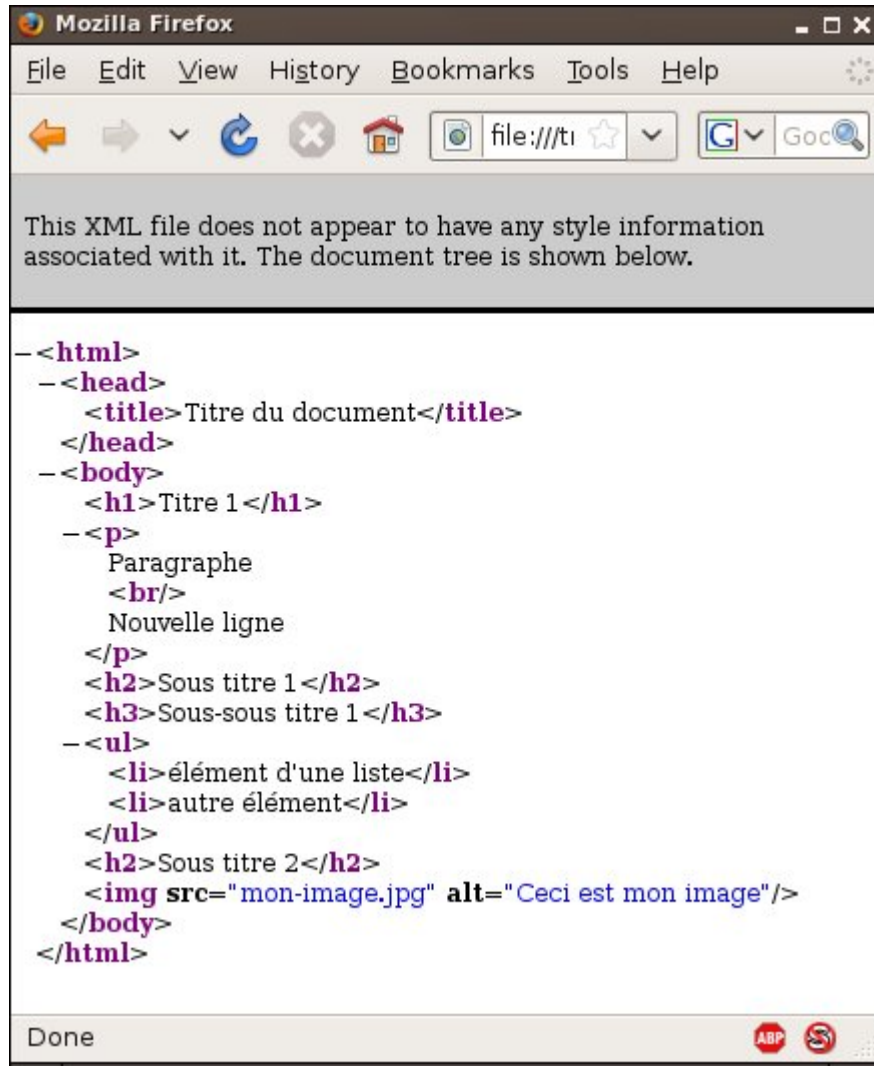 Mozilla Firefox
File Edit View History Bookmarks Tools Help
file:///
This XML file does not appear to have any style information
associated with it. The document tree is shown below.
−<html>
−<head>
<title>Titre du document</title>
</head>
−<body>
<h1>Titre 1</h1>
−<p>
Paragraphe
<br/>
Nouvelle ligne
</p>
<h2>Sous titre 1</h2>
<h3>Sous-sous titre 1</h3>
−<ul>
<li>élément d'une liste</li>
<li>autre élément</li>
</ul>
<h2>Sous titre 2</h2>
<img src="mon-image.jpg" alt="Ceci est mon image"/>
</body>
</html>
Done ABP